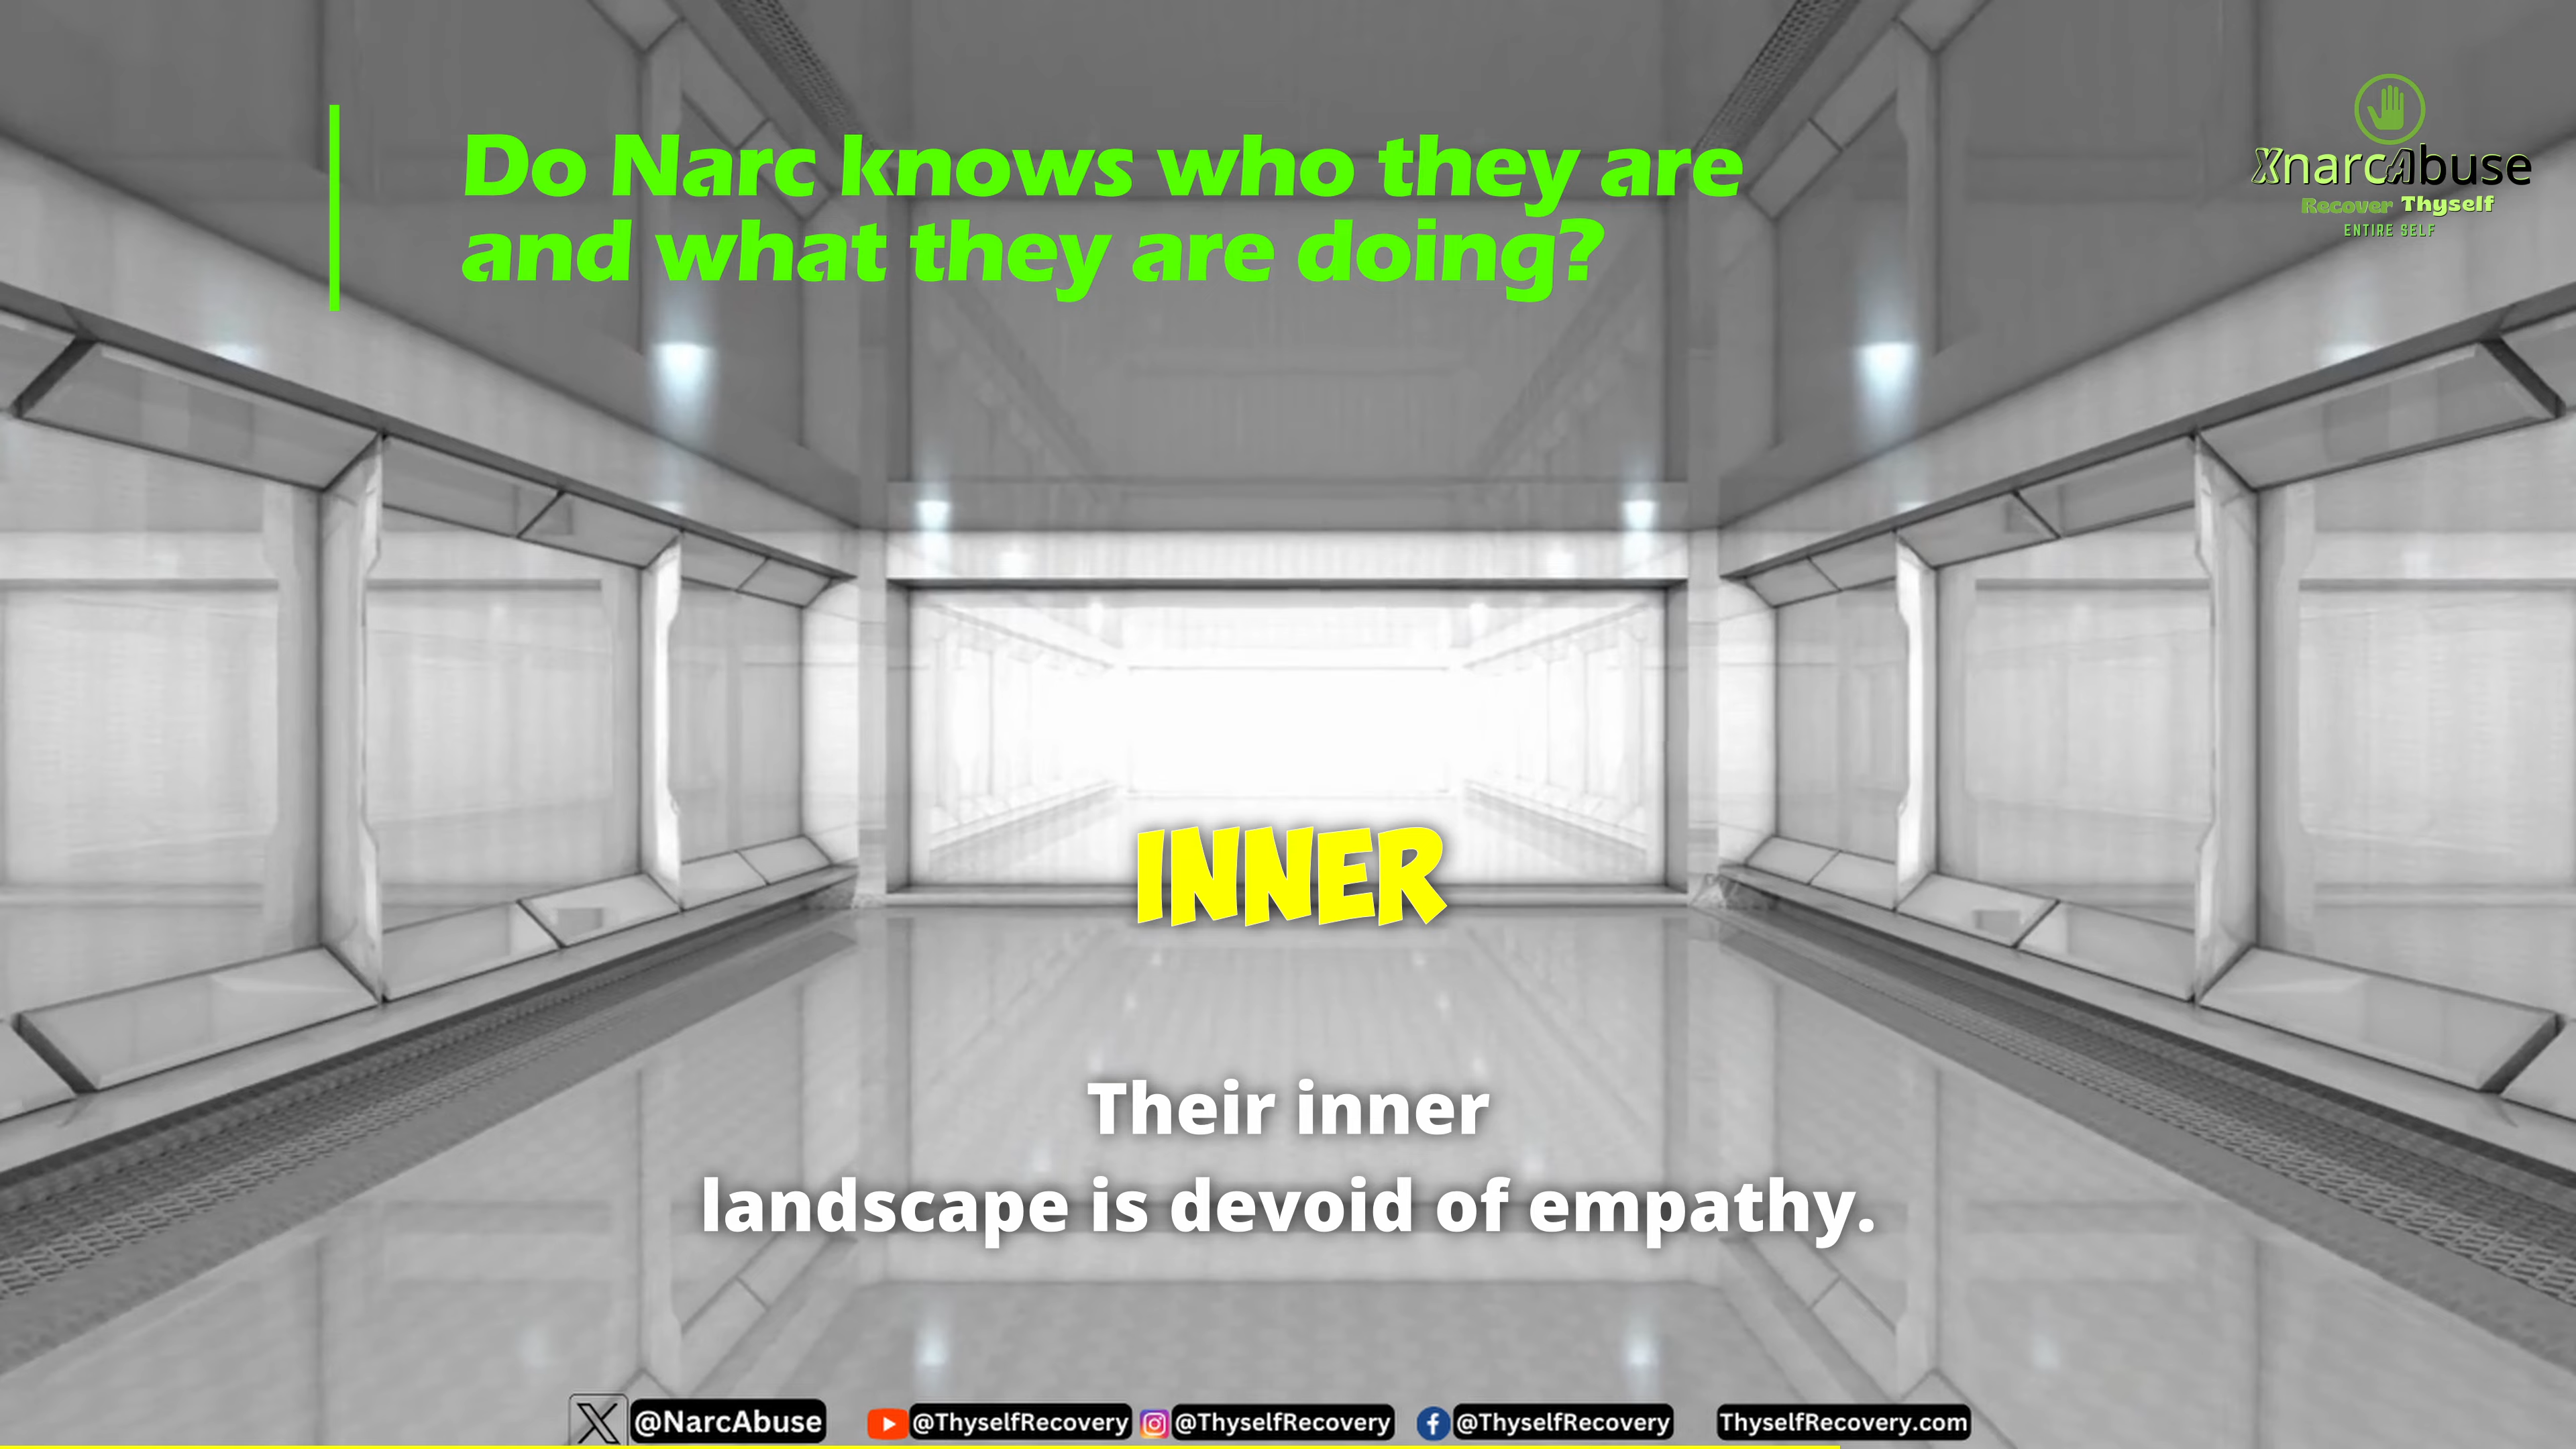 Do Narc knows who they are
and what they are doing?
XnarcAbuse
Recover Thyself
ENTIRE SELF
INNER
Their inner
landscape is devoid of empathy.
@NarcAbuse @ThyselfRecovery @ThyselfRecovery @ThyselfRecovery ThyselfRecovery.com